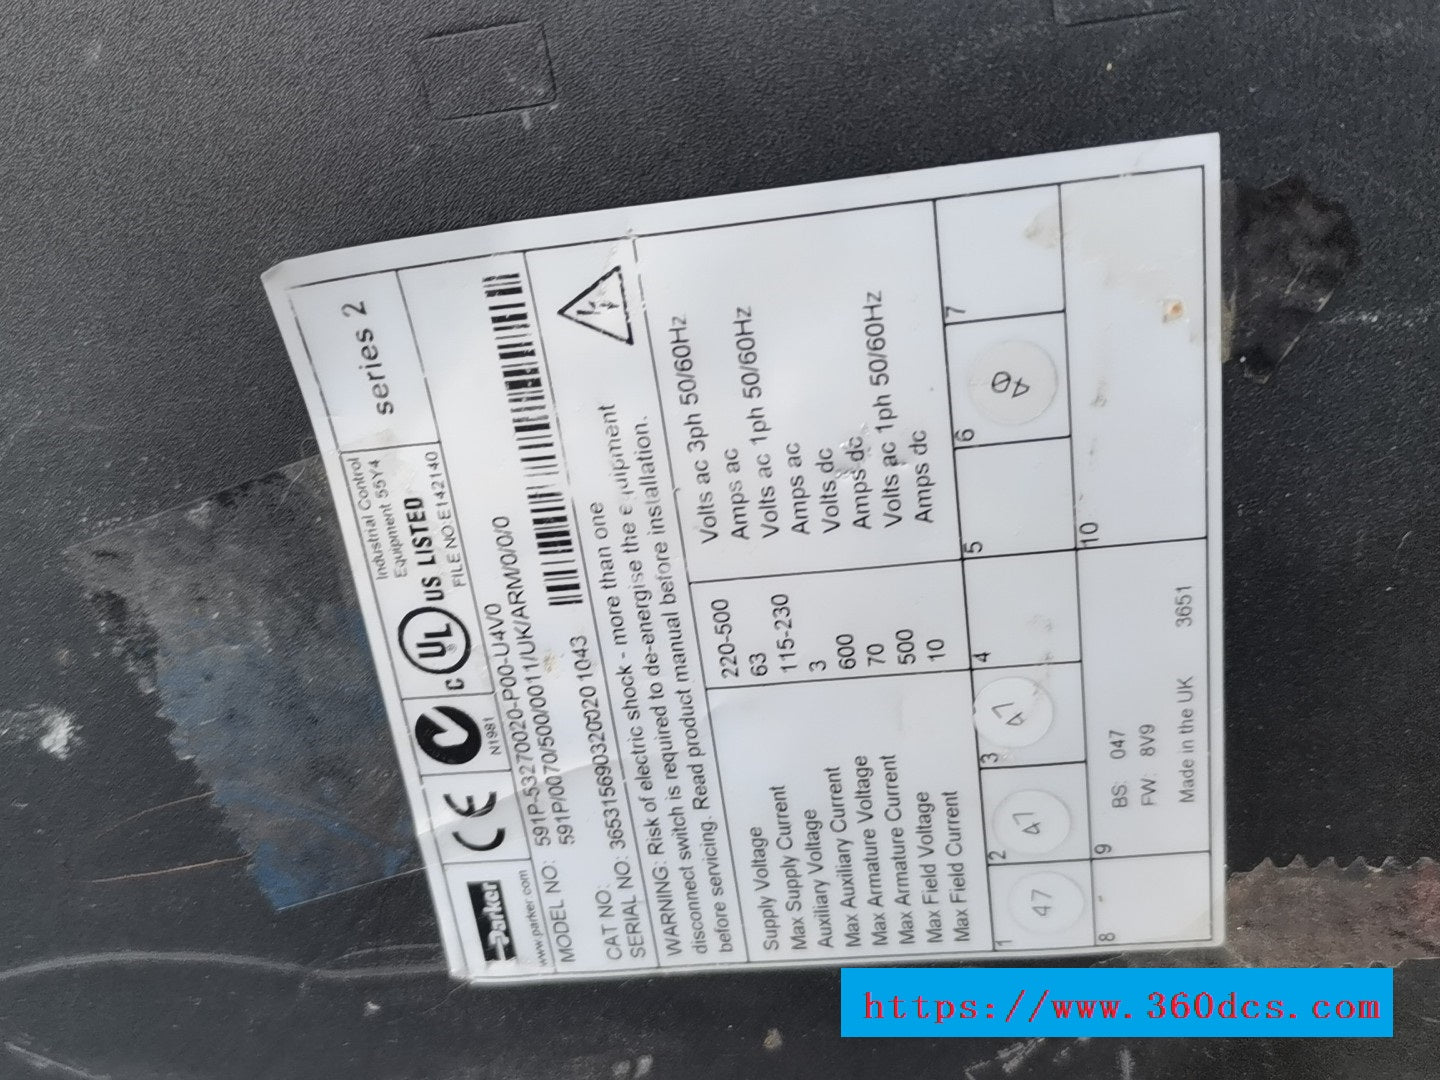 Parker
www.parker.com
CE
N1981
C UL US LISTED
Industrial Control
Equipment 55Y4
FILE NO E142140
series 2
MODEL NO: 591P-53270020-P00-U4V0
591P/0070/500/0011/UK/ARM/0/0/0
CAT NO:
SERIAL NO: 3653156903200201043
WARNING: Risk of electric shock - more than one
disconnect switch is required to de-energise the equipment
before servicing. Read product manual before installation.
Supply Voltage 220-500 Volts ac 3ph 50/60Hz
Max Supply Current 63 Amps ac
Auxiliary Voltage 115-230 Volts ac 1ph 50/60Hz
Max Auxiliary Current 3 Amps ac
Max Armature Voltage 600 Volts dc
Max Armature Current 70 Amps dc
Max Field Voltage 500 Volts ac 1ph 50/60Hz
Max Field Current 10 Amps dc
1 2 3 4 5 6 7
47 47 47
8 9 10
BS: 047
FW: 8V9
Made in the UK 3651
https://www.360dcs.com